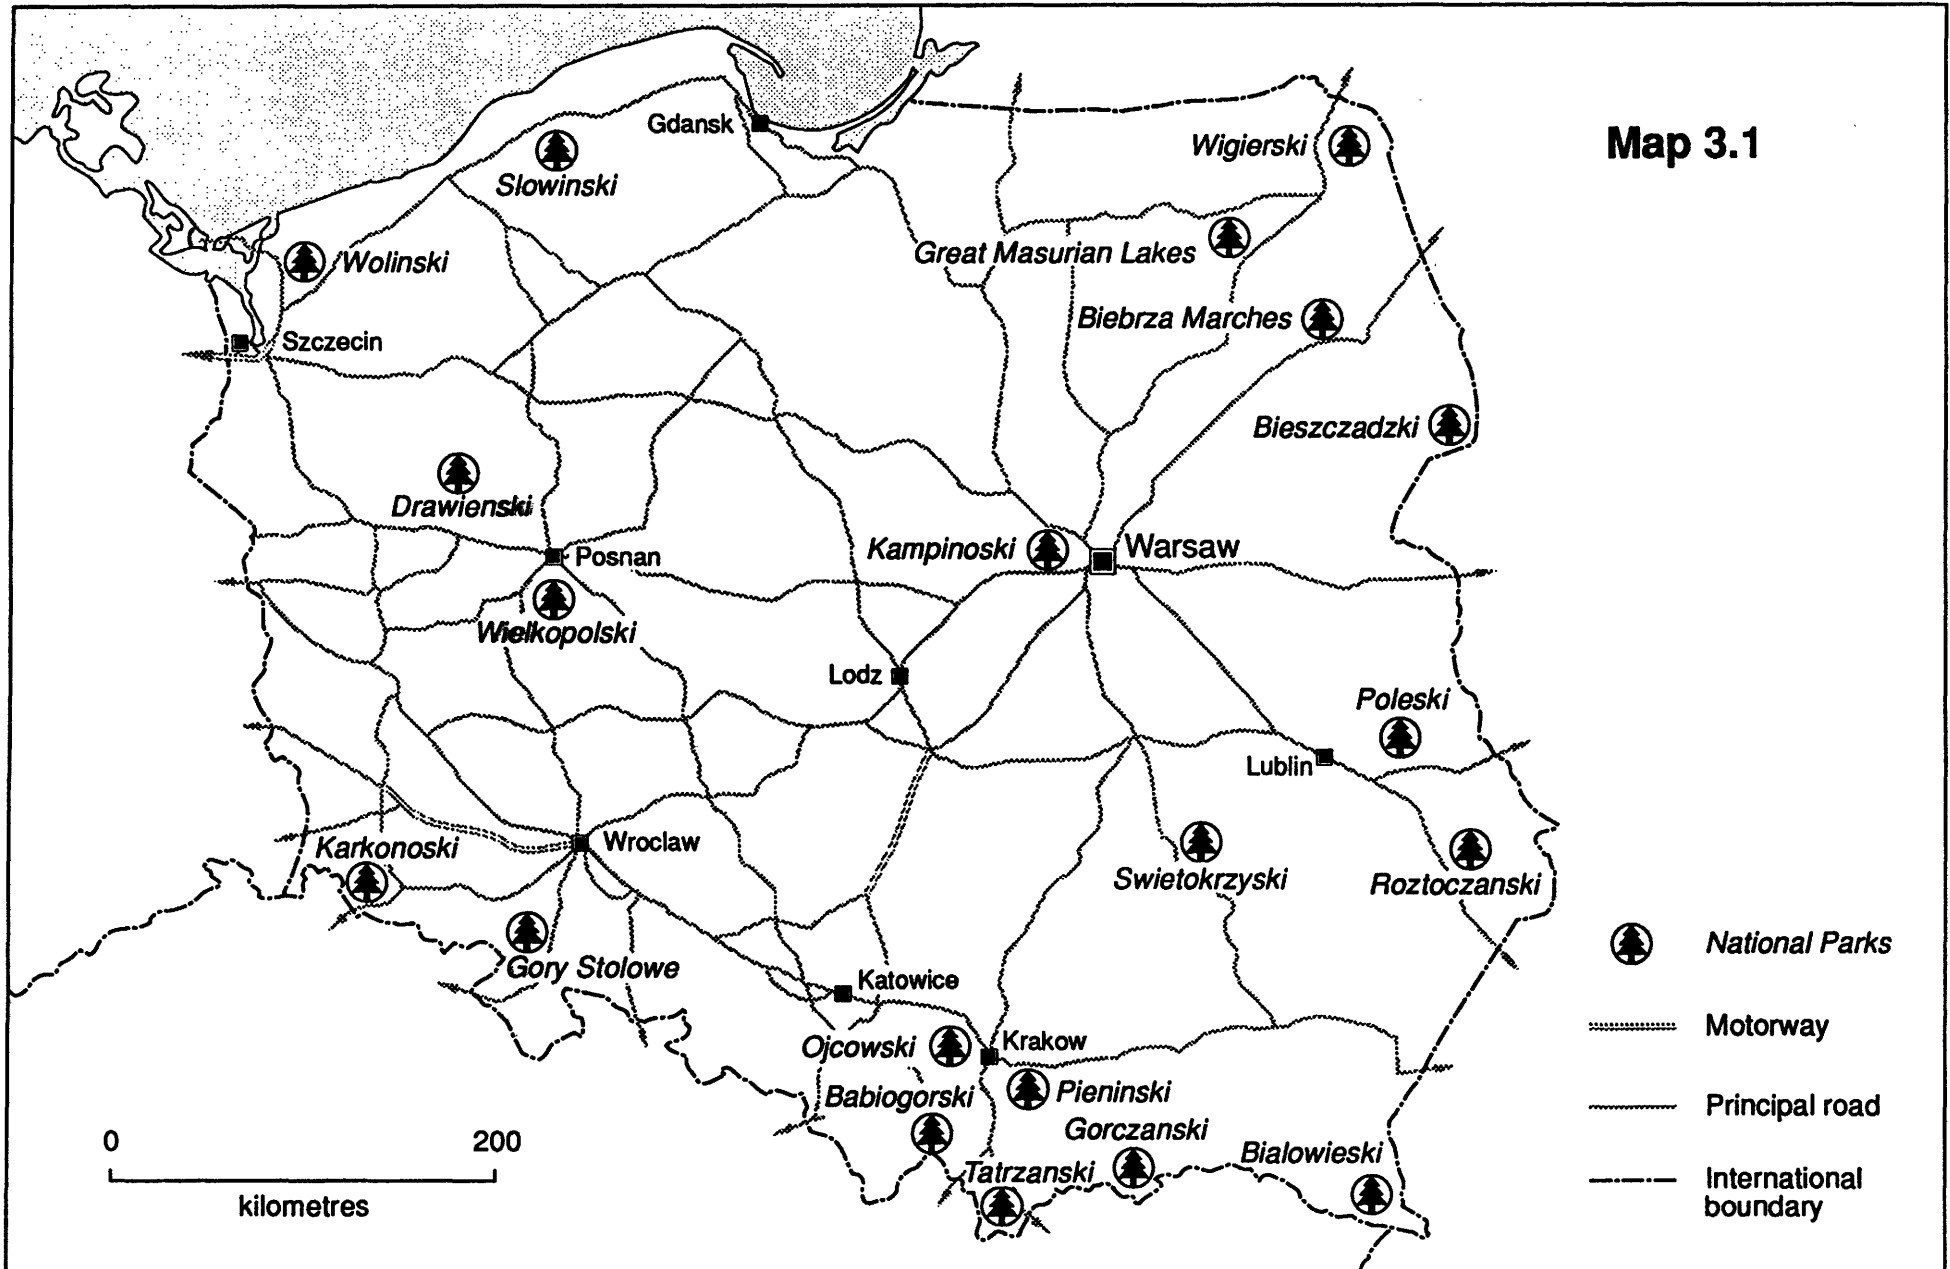 Map 3.1
Gdansk
Wigierski
Slowinski
Great Masurian Lakes
Wolinski
Biebrza Marches
Szczecin
Bieszczadzki
Drawienski
Kampinoski
Warsaw
Posnan
Wielkopolski
Lodz
Poleski
Lublin
Karkonoski
Wroclaw
Swietokrzyski
Roztoczanski
National Parks
Gory Stolowe
Katowice
Motorway
Ojcowski
Krakow
Babiogorski
Pieninski
Principal road
Gorczanski
0 200
Bialowieski
Tatrzanski
International
boundary
kilometres